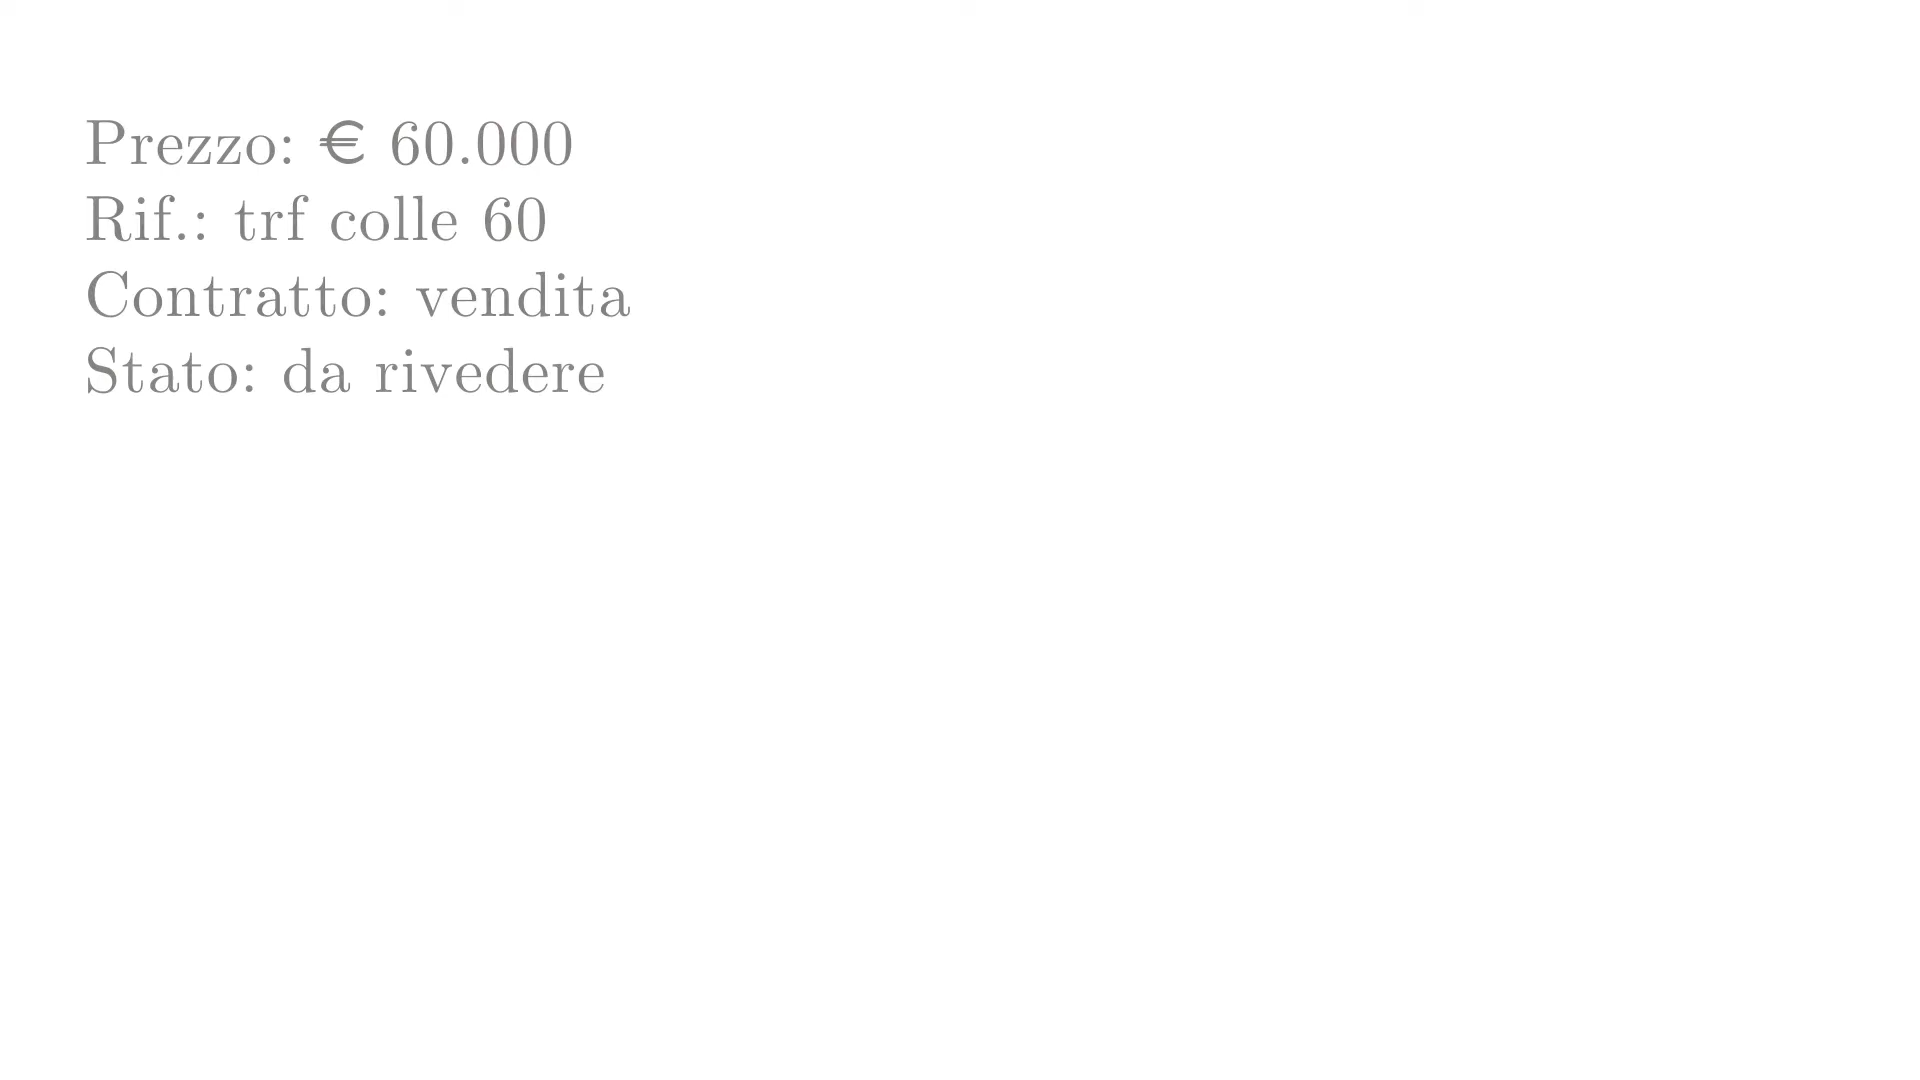 Prezzo: € 60.000
Rif.: trf colle 60
Contratto: vendita
Stato: da rivedere